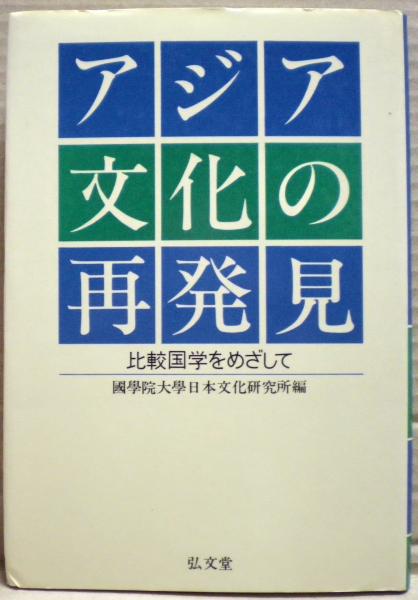 アジア
文化の
再発見
比較国学をめざして
國學院大學日本文化研究所編
弘文堂